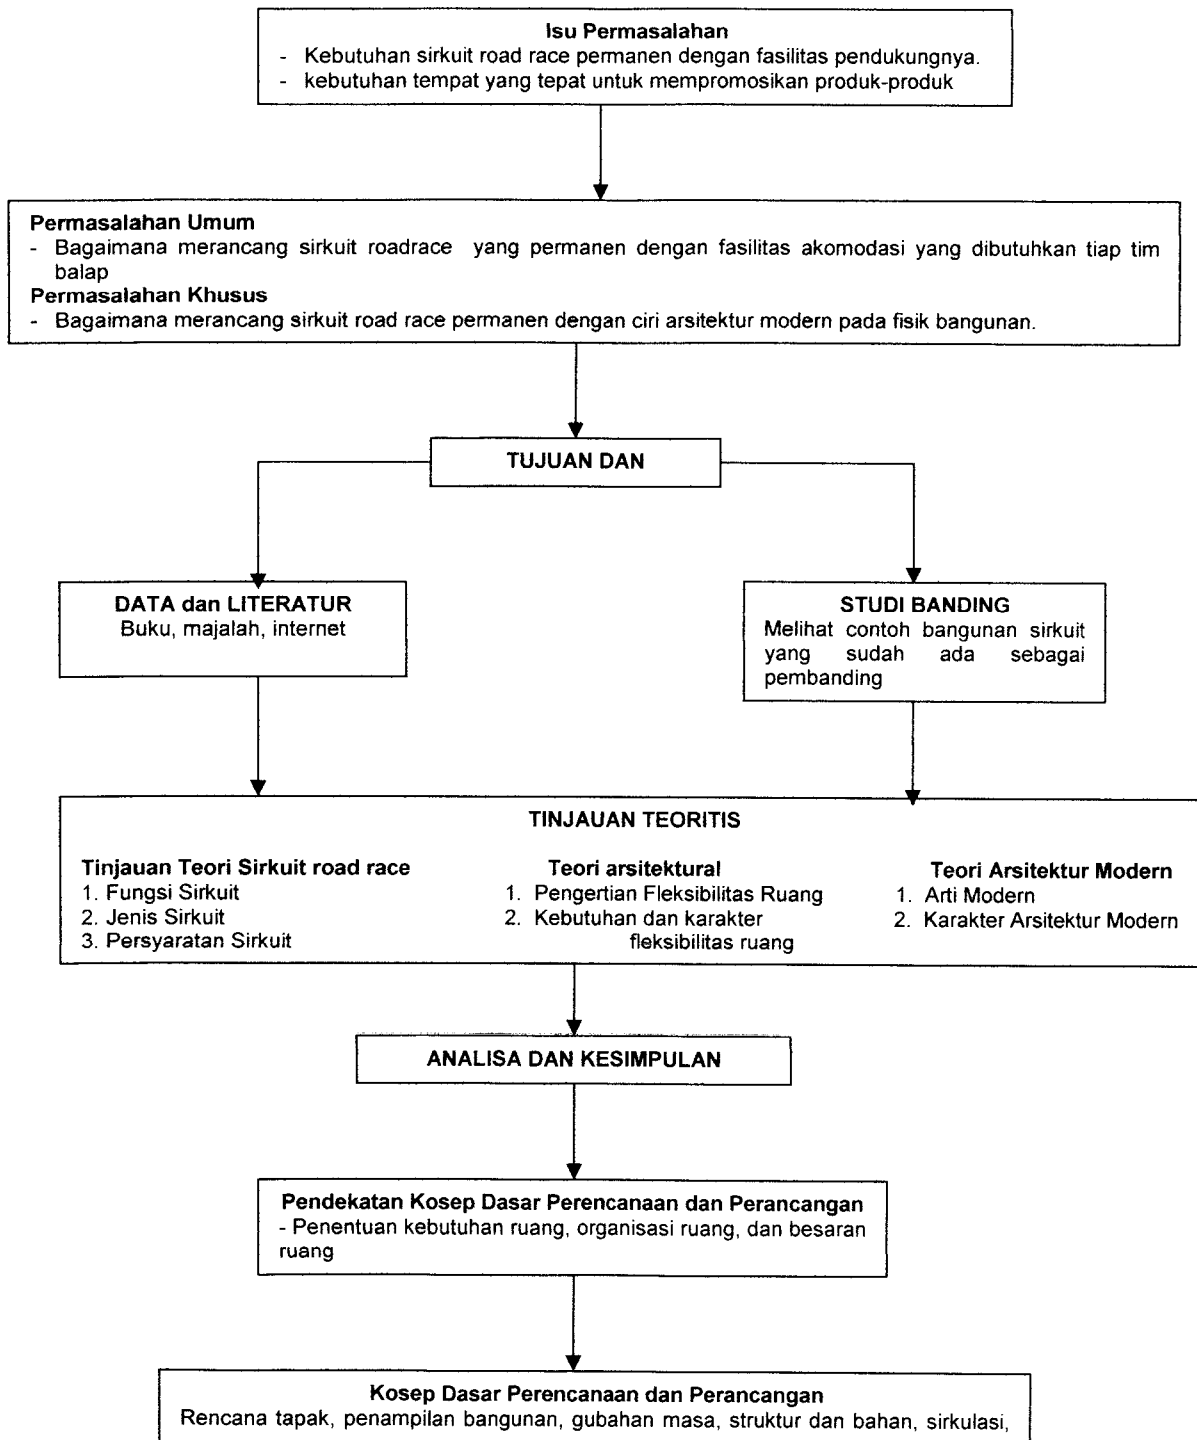 Isu Permasalahan
- Kebutuhan sirkuit road race permanen dengan fasilitas pendukungnya.
- kebutuhan tempat yang tepat untuk mempromosikan produk-produk
Permasalahan Umum
- Bagaimana merancang sirkuit roadrace yang permanen dengan fasilitas akomodasi yang dibutuhkan tiap tim
balap
Permasalahan Khusus
- Bagaimana merancang sirkuit road race permanen dengan ciri arsitektur modern pada fisik bangunan.
TUJUAN DAN
DATA dan LITERATUR
Buku, majalah, internet
STUDI BANDING
Melihat contoh bangunan sirkuit
yang sudah ada sebagai
pembanding
TINJAUAN TEORITIS
Tinjauan Teori Sirkuit road race
1. Fungsi Sirkuit
2. Jenis Sirkuit
3. Persyaratan Sirkuit
Teori arsitektural
1. Pengertian Fleksibilitas Ruang
2. Kebutuhan dan karakter
fleksibilitas ruang
Teori Arsitektur Modern
1. Arti Modern
2. Karakter Arsitektur Modern
ANALISA DAN KESIMPULAN
Pendekatan Kosep Dasar Perencanaan dan Perancangan
- Penentuan kebutuhan ruang, organisasi ruang, dan besaran
ruang
Kosep Dasar Perencanaan dan Perancangan
Rencana tapak, penampilan bangunan, gubahan masa, struktur dan bahan, sirkulasi,